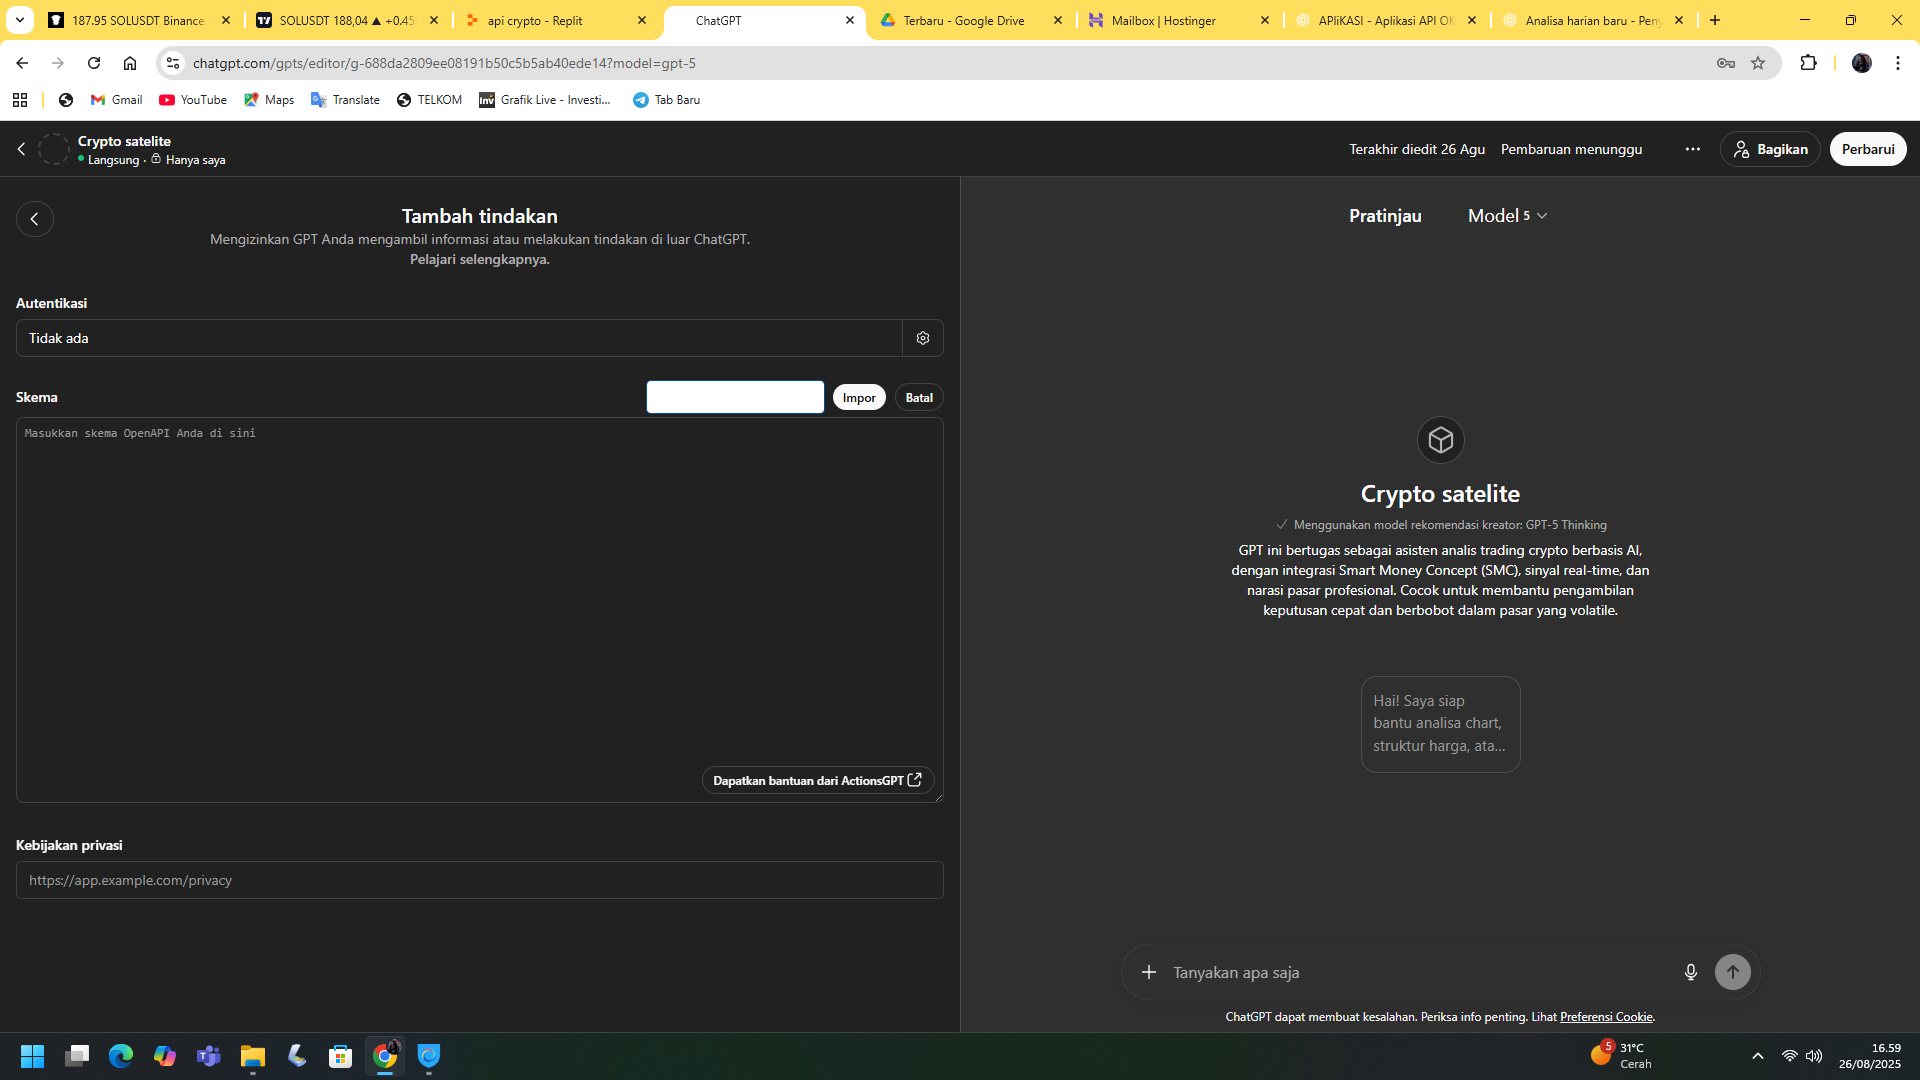 187.95 SOLUSDT Binance
SOLUSDT 188,04 ▲ +0.45
api crypto - Replit
ChatGPT
Terbaru - Google Drive
Mailbox | Hostinger
APLiKASI - Aplikasi API OK
Analisa harian baru - Pen
chatgpt.com/gpts/editor/g-688da2809ee08191b50c5b5ab40ede14?model=gpt-5
Gmail
YouTube
Maps
Translate
TELKOM
Grafik Live - Investi...
Tab Baru
Crypto satelite
Langsung · Hanya saya
Terakhir diedit 26 Agu
Pembaruan menunggu
Bagikan
Perbarui
Tambah tindakan
Mengizinkan GPT Anda mengambil informasi atau melakukan tindakan di luar ChatGPT.
Pelajari selengkapnya.
Autentikasi
Tidak ada
Skema
Impor
Batal
Masukkan skema OpenAPI Anda di sini
Dapatkan bantuan dari ActionsGPT
Kebijakan privasi
https://app.example.com/privacy
Pratinjau
Model 5
Crypto satelite
Menggunakan model rekomendasi kreator: GPT-5 Thinking
GPT ini bertugas sebagai asisten analis trading crypto berbasis AI,
dengan integrasi Smart Money Concept (SMC), sinyal real-time, dan
narasi pasar profesional. Cocok untuk membantu pengambilan
keputusan cepat dan berbobot dalam pasar yang volatile.
Hai! Saya siap
bantu analisa chart,
struktur harga, ata...
Tanyakan apa saja
ChatGPT dapat membuat kesalahan. Periksa info penting. Lihat Preferensi Cookie.
5
31°C
Cerah
16.59
26/08/2025